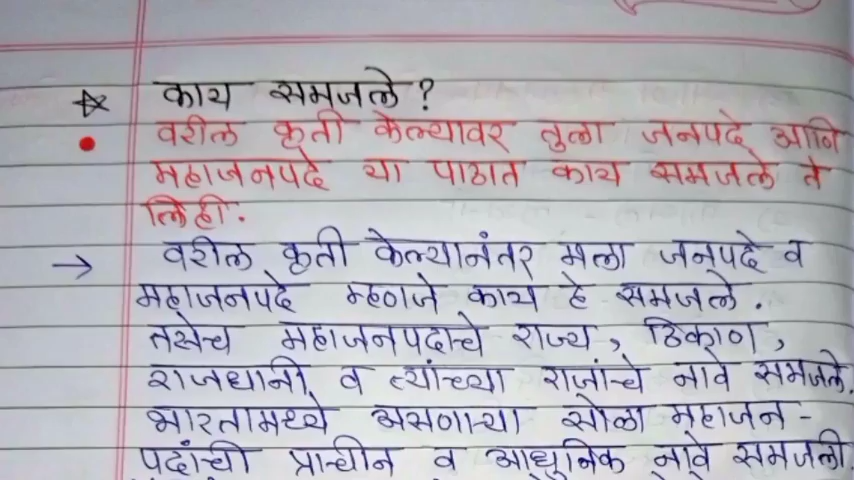 ☆ काय समजले?
• वरील कृती केल्यावर तुला जनपदे आणि
महाजनपदे या पाठात काय समजले ते
लिही.
→ वरील कृती केल्यानंतर मला जनपदे व
महाजनपदे म्हणजे काय हे समजले.
तसेच महाजनपदाचे राज्य, ठिकाण,
राजधानी व त्यांच्या राजांचे नावे समजले.
भारतामध्ये असणाऱ्या सोळा महाजन-
पदांची प्राचीन व आधुनिक नावे समजली.